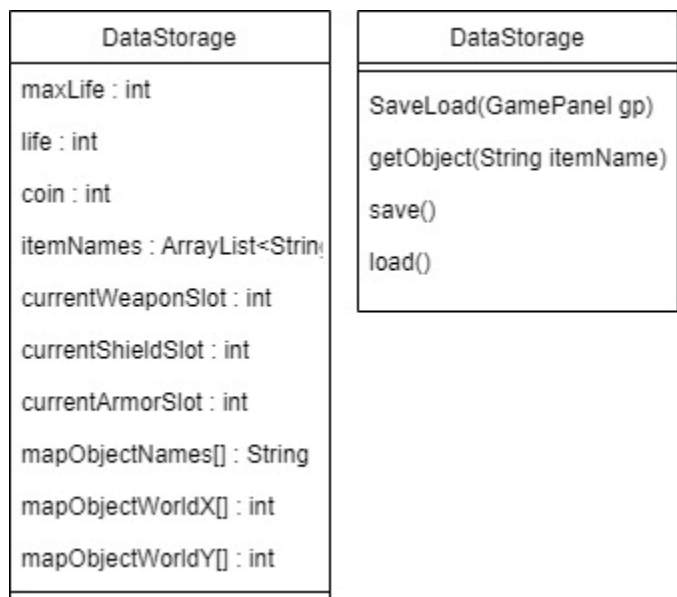 DataStorage
maxLife : int
life : int
coin : int
itemNames : ArrayList<String
currentWeaponSlot : int
currentShieldSlot : int
currentArmorSlot : int
mapObjectNames[] : String
mapObjectWorldX[] : int
mapObjectWorldY[] : int
DataStorage
SaveLoad(GamePanel gp)
getObject(String itemName)
save()
load()